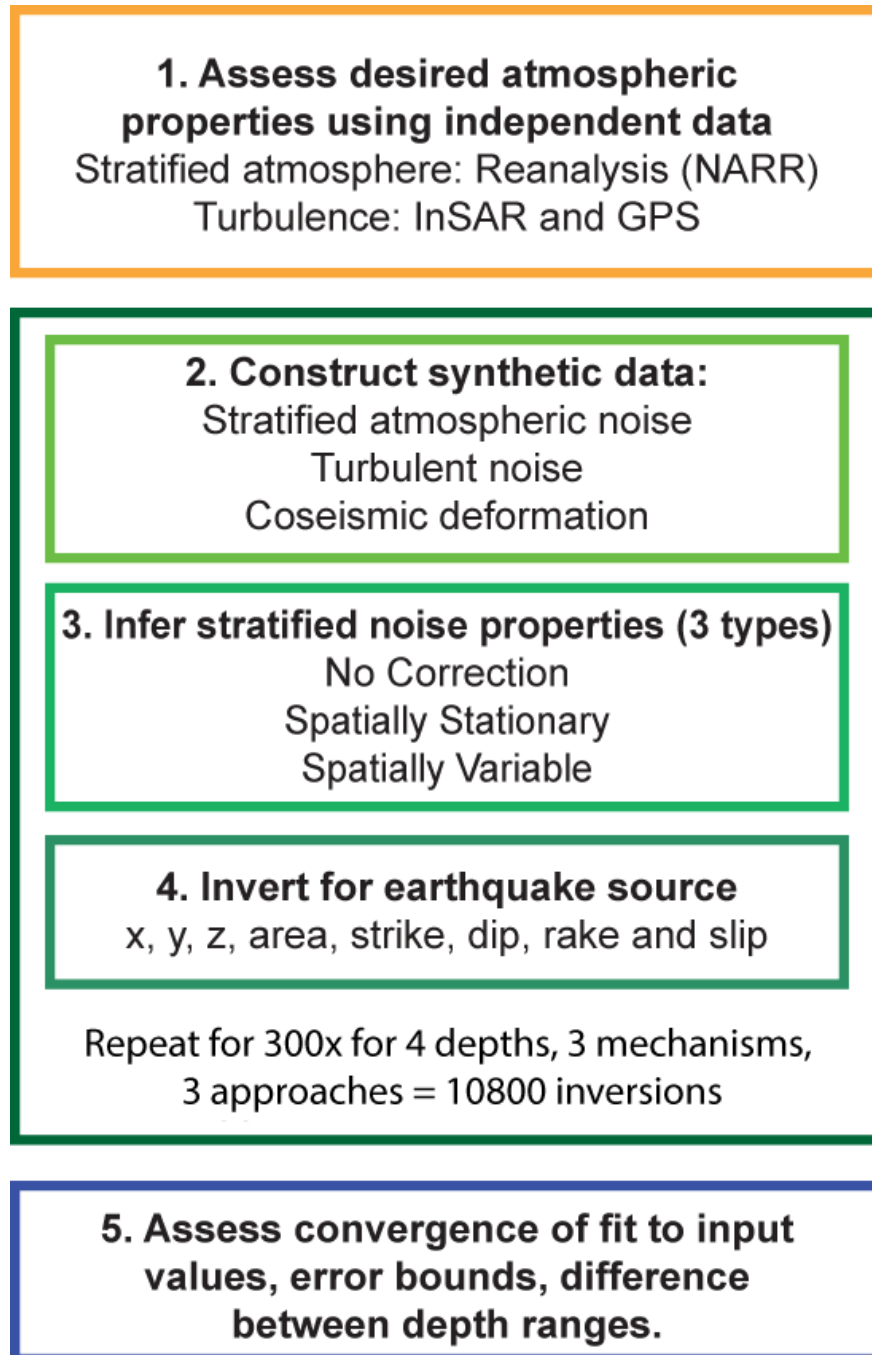 1. Assess desired atmospheric
properties using independent data
Stratified atmosphere: Reanalysis (NARR)
Turbulence: InSAR and GPS
2. Construct synthetic data:
Stratified atmospheric noise
Turbulent noise
Coseismic deformation
3. Infer stratified noise properties (3 types)
No Correction
Spatially Stationary
Spatially Variable
4. Invert for earthquake source
x, y, z, area, strike, dip, rake and slip
Repeat for 300x for 4 depths, 3 mechanisms,
3 approaches = 10800 inversions
5. Assess convergence of fit to input
values, error bounds, difference
between depth ranges.